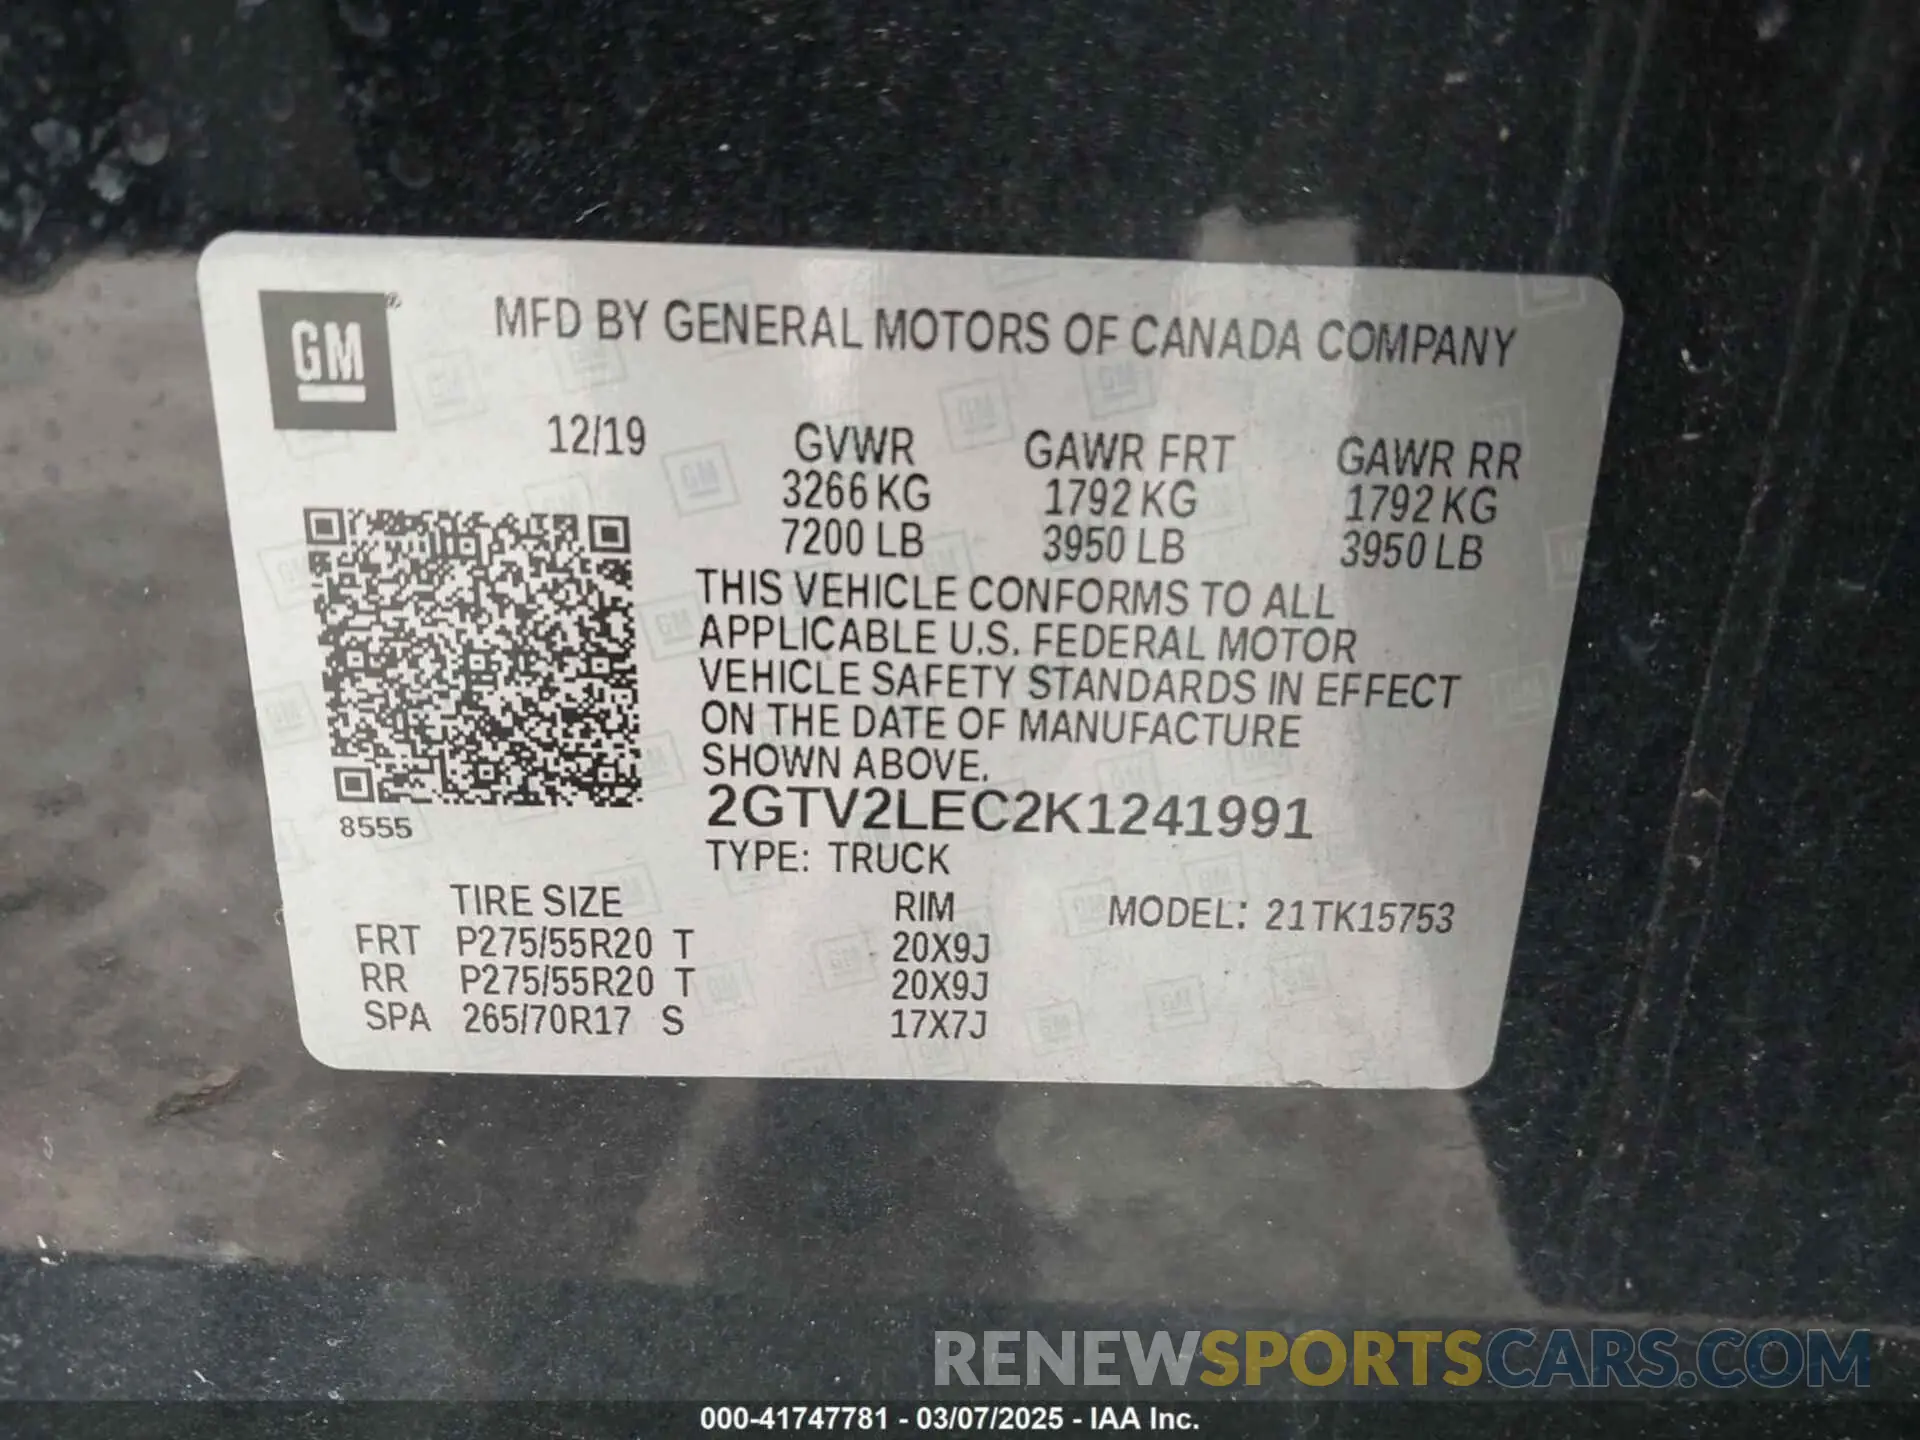 GM®
MFD BY GENERAL MOTORS OF CANADA COMPANY
12/19
GVWR GAWR FRT GAWR RR
3266 KG 1792 KG 1792 KG
7200 LB 3950 LB 3950 LB
THIS VEHICLE CONFORMS TO ALL
APPLICABLE U.S. FEDERAL MOTOR
VEHICLE SAFETY STANDARDS IN EFFECT
ON THE DATE OF MANUFACTURE
SHOWN ABOVE.
8555
2GTV2LEC2K1241991
TYPE: TRUCK
TIRE SIZE RIM MODEL: 21TK15753
FRT P275/55R20 T 20X9J
RR P275/55R20 T 20X9J
SPA 265/70R17 S 17X7J
RENEWSPORTSCARS.COM
000-41747781 - 03/07/2025 - IAA Inc.